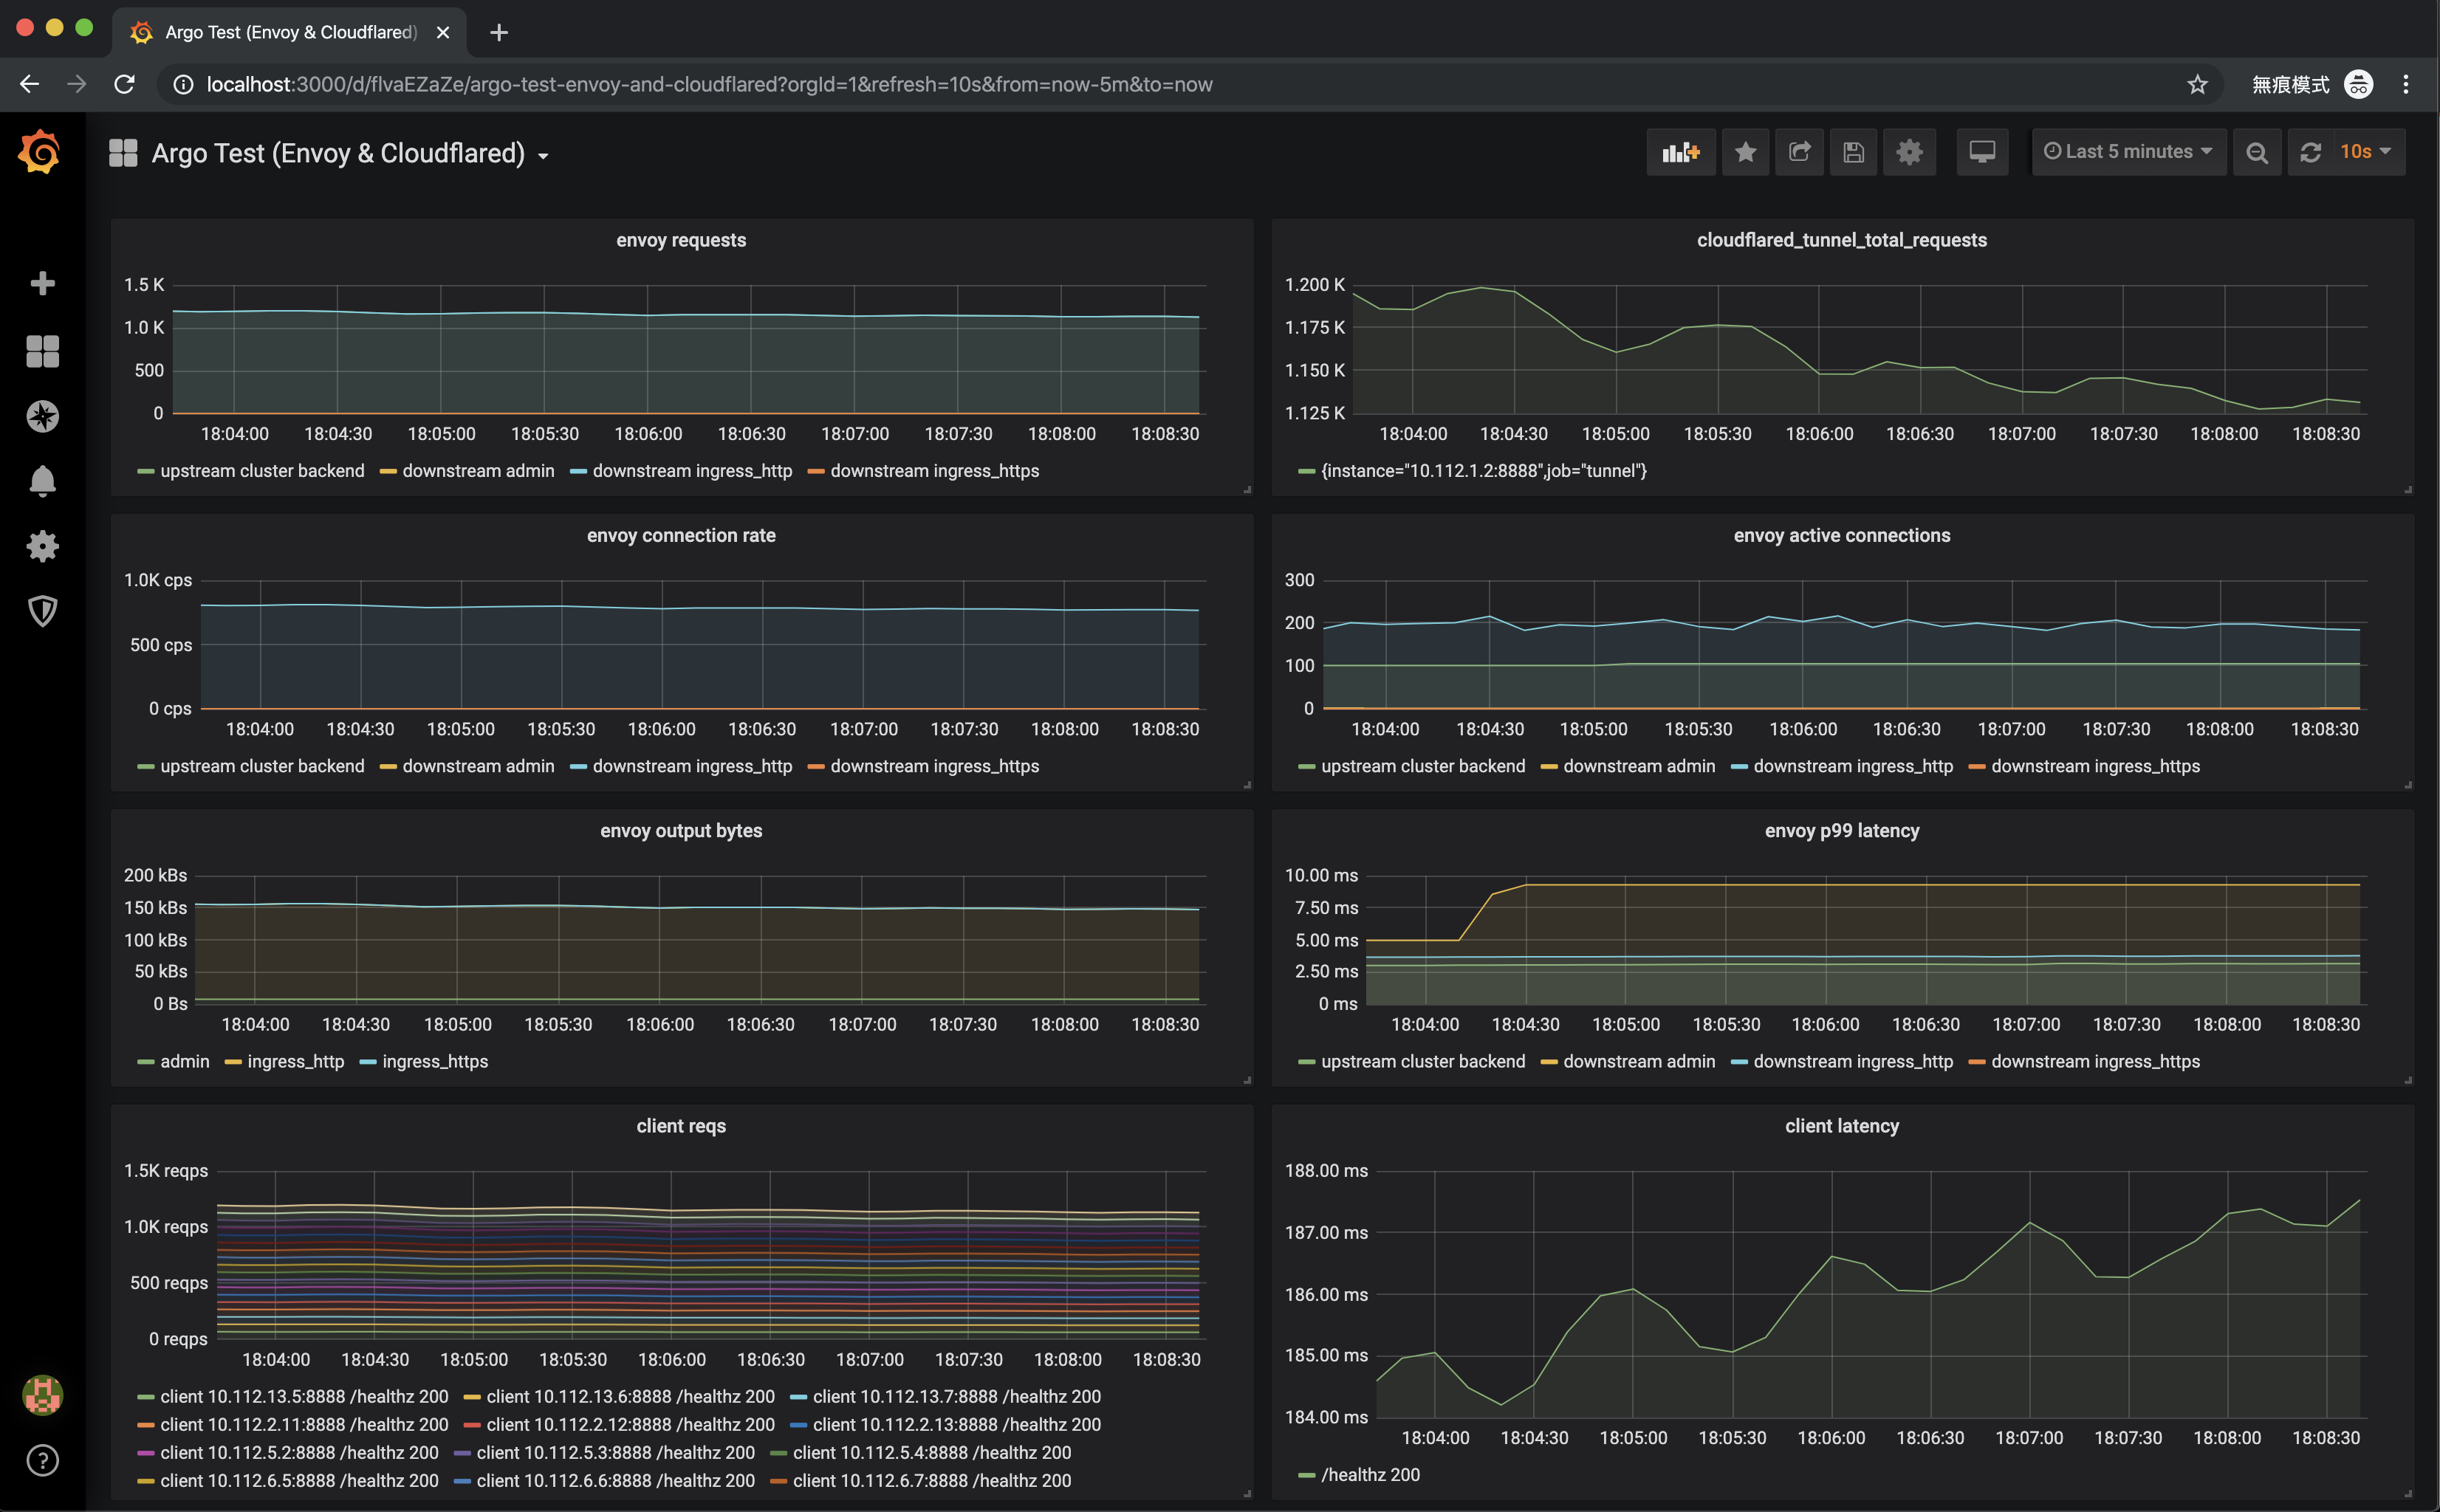 Argo Test (Envoy & Cloudflared)
localhost:3000/d/flvaEZaZe/argo-test-envoy-and-cloudflared?orgId=1&refresh=10s&from=now-5m&to=now
無痕模式
Argo Test (Envoy & Cloudflared)
Last 5 minutes
10s
envoy requests
1.5 K
1.0 K
500
0
18:04:00 18:04:30 18:05:00 18:05:30 18:06:00 18:06:30 18:07:00 18:07:30 18:08:00 18:08:30
upstream cluster backend downstream admin downstream ingress_http downstream ingress_https
cloudflared_tunnel_total_requests
1.200 K
1.175 K
1.150 K
1.125 K
18:04:00 18:04:30 18:05:00 18:05:30 18:06:00 18:06:30 18:07:00 18:07:30 18:08:00 18:08:30
{instance="10.112.1.2:8888",job="tunnel"}
envoy connection rate
1.0K cps
500 cps
0 cps
18:04:00 18:04:30 18:05:00 18:05:30 18:06:00 18:06:30 18:07:00 18:07:30 18:08:00 18:08:30
upstream cluster backend downstream admin downstream ingress_http downstream ingress_https
envoy active connections
300
200
100
0
18:04:00 18:04:30 18:05:00 18:05:30 18:06:00 18:06:30 18:07:00 18:07:30 18:08:00 18:08:30
upstream cluster backend downstream admin downstream ingress_http downstream ingress_https
envoy output bytes
200 kBs
150 kBs
100 kBs
50 kBs
0 Bs
18:04:00 18:04:30 18:05:00 18:05:30 18:06:00 18:06:30 18:07:00 18:07:30 18:08:00 18:08:30
admin ingress_http ingress_https
envoy p99 latency
10.00 ms
7.50 ms
5.00 ms
2.50 ms
0 ms
18:04:00 18:04:30 18:05:00 18:05:30 18:06:00 18:06:30 18:07:00 18:07:30 18:08:00 18:08:30
upstream cluster backend downstream admin downstream ingress_http downstream ingress_https
client reqs
1.5K reqps
1.0K reqps
500 reqps
0 reqps
18:04:00 18:04:30 18:05:00 18:05:30 18:06:00 18:06:30 18:07:00 18:07:30 18:08:00 18:08:30
client 10.112.13.5:8888 /healthz 200 client 10.112.13.6:8888 /healthz 200 client 10.112.13.7:8888 /healthz 200
client 10.112.2.11:8888 /healthz 200 client 10.112.2.12:8888 /healthz 200 client 10.112.2.13:8888 /healthz 200
client 10.112.5.2:8888 /healthz 200 client 10.112.5.3:8888 /healthz 200 client 10.112.5.4:8888 /healthz 200
client 10.112.6.5:8888 /healthz 200 client 10.112.6.6:8888 /healthz 200 client 10.112.6.7:8888 /healthz 200
client latency
188.00 ms
187.00 ms
186.00 ms
185.00 ms
184.00 ms
18:04:00 18:04:30 18:05:00 18:05:30 18:06:00 18:06:30 18:07:00 18:07:30 18:08:00 18:08:30
/healthz 200